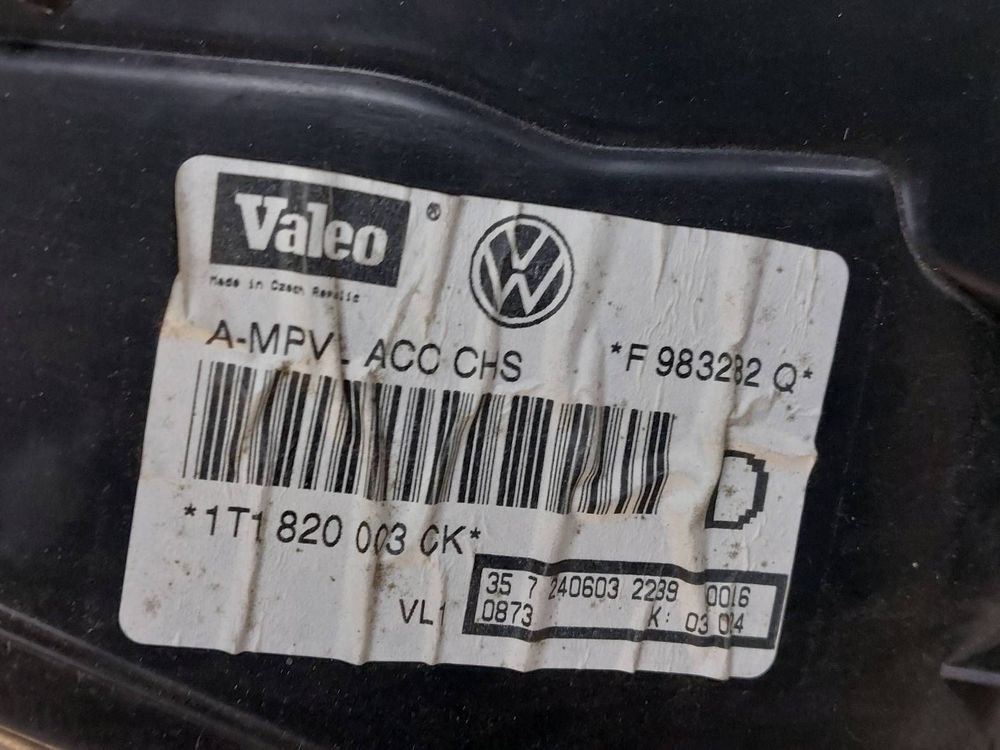 Valeo ®
Made in Czech Republic
A-MPV- ACC CHS
*F 983282 Q*
D
*1T1 820 003 CK*
VL1
35 7 240603 2239 0016
0873 K: 03 004